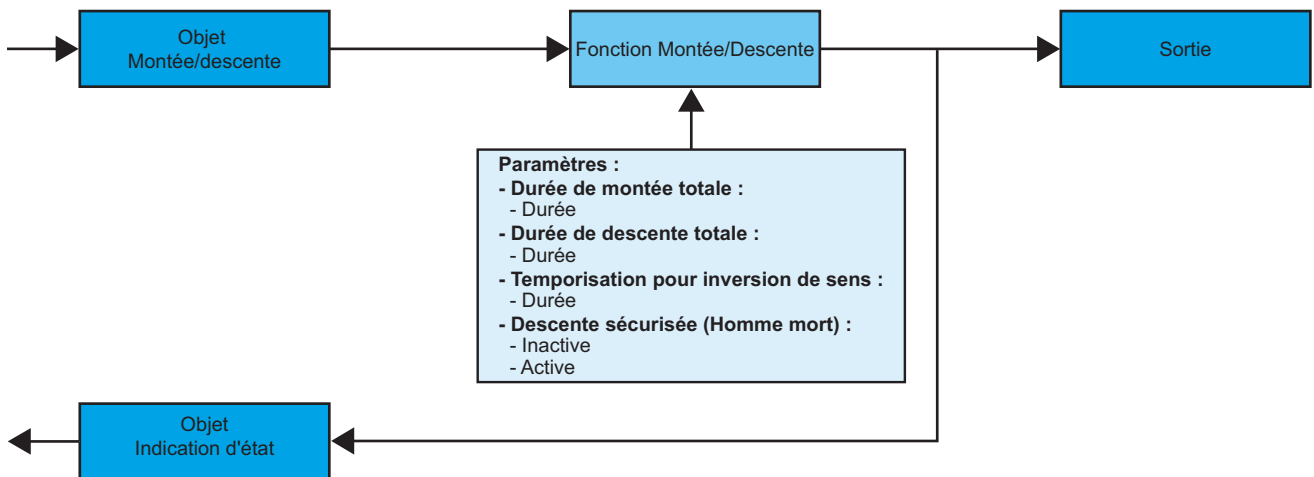 Objet
Montée/descente
Fonction Montée/Descente
Sortie
Paramètres :
- Durée de montée totale :
- Durée
- Durée de descente totale :
- Durée
- Temporisation pour inversion de sens :
- Durée
- Descente sécurisée (Homme mort) :
- Inactive
- Active
Objet
Indication d'état